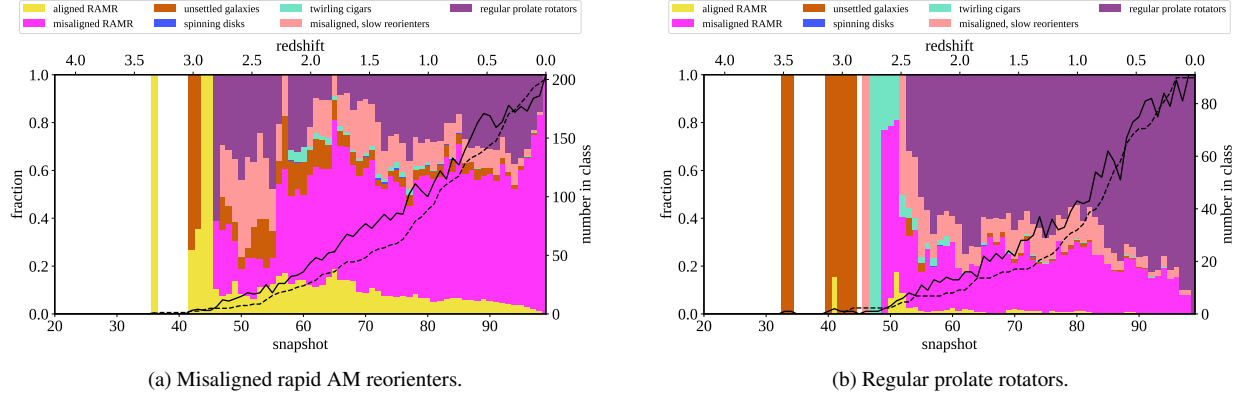 aligned RAMR unsettled galaxies twirling cigars regular prolate rotators
misaligned RAMR spinning disks misaligned, slow reorienters
redshift
4.0 3.5 3.0 2.5 2.0 1.5 1.0 0.5 0.0
1.0 200
0.8
150
0.6
fraction
100
number in class
0.4
50
0.2
0.0 0
20 30 40 50 60 70 80 90
snapshot
(a) Misaligned rapid AM reorienters.
aligned RAMR unsettled galaxies twirling cigars regular prolate rotators
misaligned RAMR spinning disks misaligned, slow reorienters
redshift
4.0 3.5 3.0 2.5 2.0 1.5 1.0 0.5 0.0
1.0
80
0.8
60
0.6
fraction
number in class
40
0.4
20
0.2
0.0 0
20 30 40 50 60 70 80 90
snapshot
(b) Regular prolate rotators.